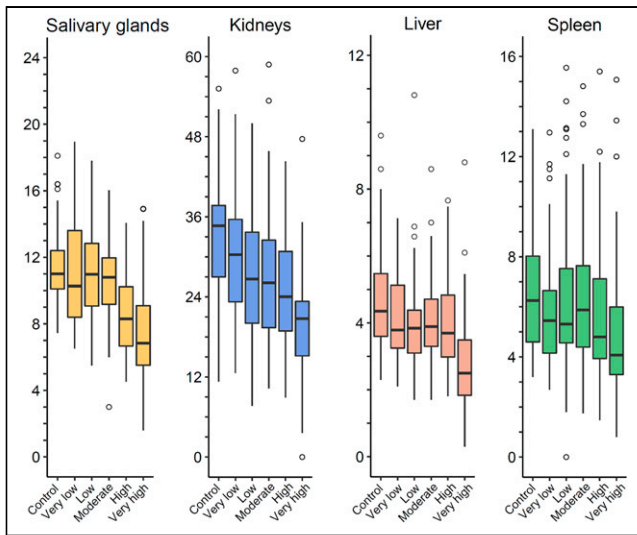 Salivary glands
24
20
16
12
8
4
0
Control
Very low
Low
Moderate
High
Very high
Kidneys
60
48
36
24
12
0
Control
Very low
Low
Moderate
High
Very high
Liver
12
8
4
0
Control
Very low
Low
Moderate
High
Very high
Spleen
16
12
8
4
0
Control
Very low
Low
Moderate
High
Very high